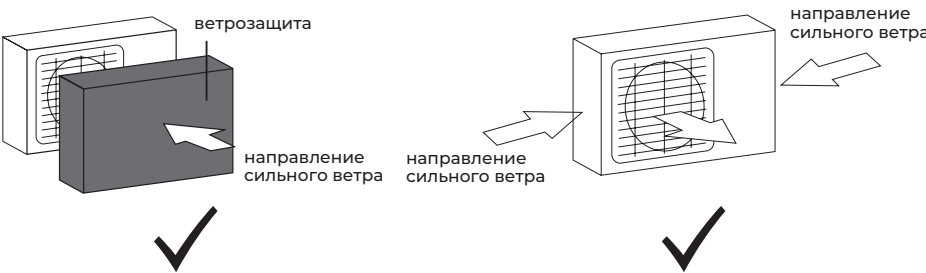 ветрозащита
направление
сильного ветра
направление
сильного ветра
направление
сильного ветра